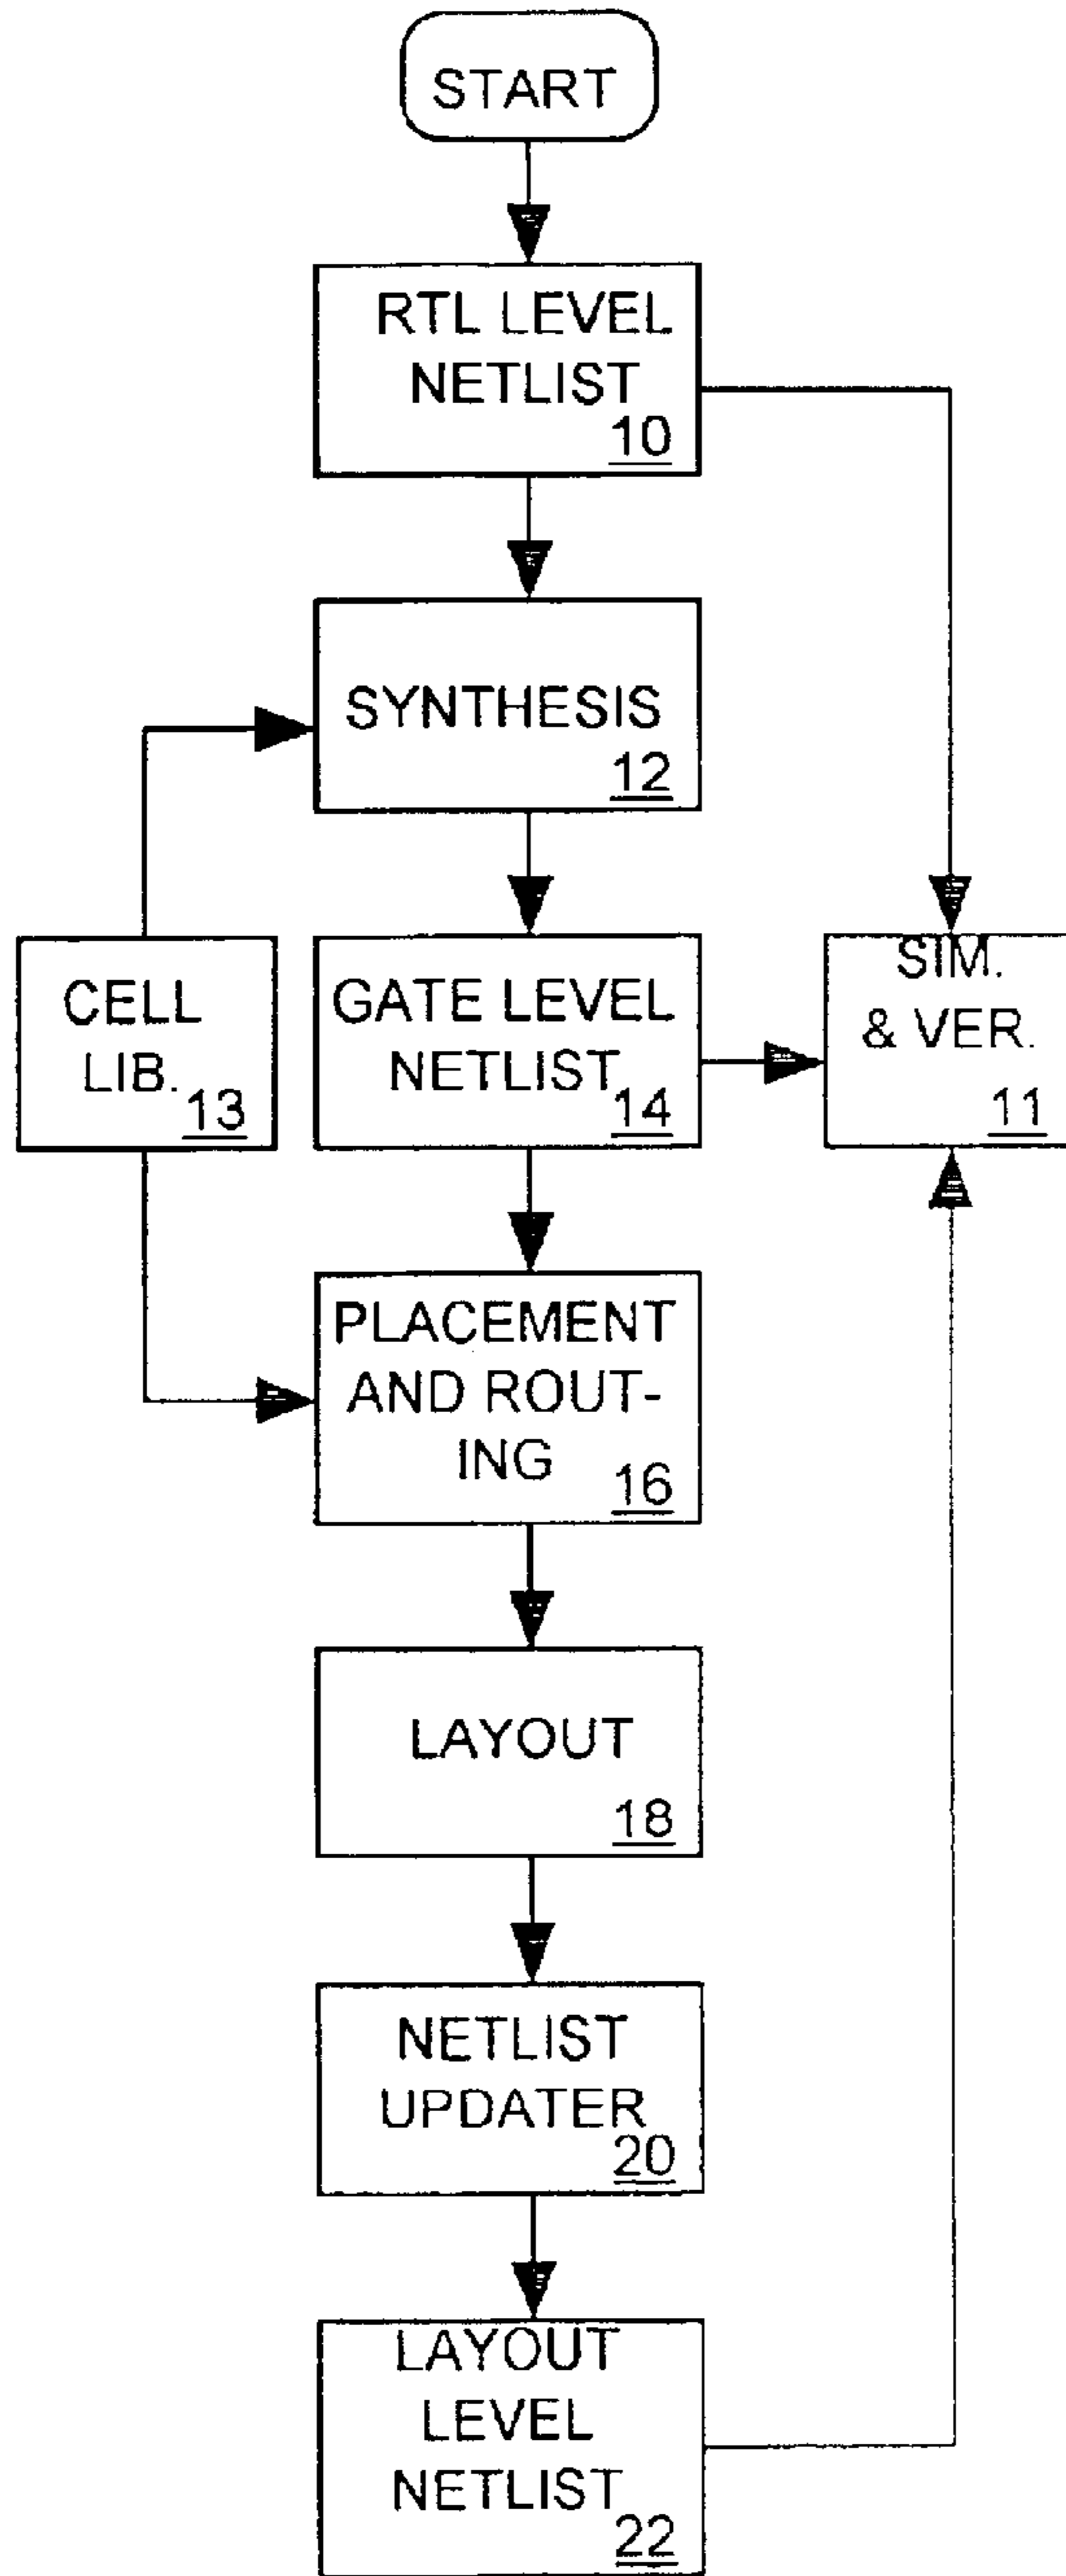 START
RTL LEVEL
NETLIST
10
SYNTHESIS
12
CELL
LIB.
13
GATE LEVEL
NETLIST
14
SIM.
& VER.
11
PLACEMENT
AND ROUT-
ING
16
LAYOUT
18
NETLIST
UPDATER
20
LAYOUT
LEVEL
NETLIST
22